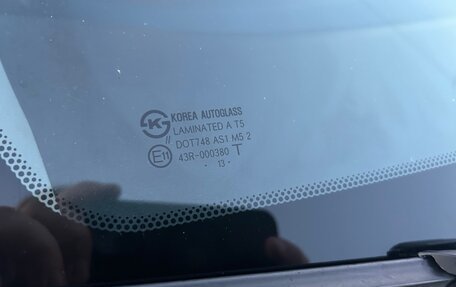 KOREA AUTOGLASS
LAMINATED A T5
// DOT748 AS1 M5 2
E11 43R-000380 T
· 13 ·